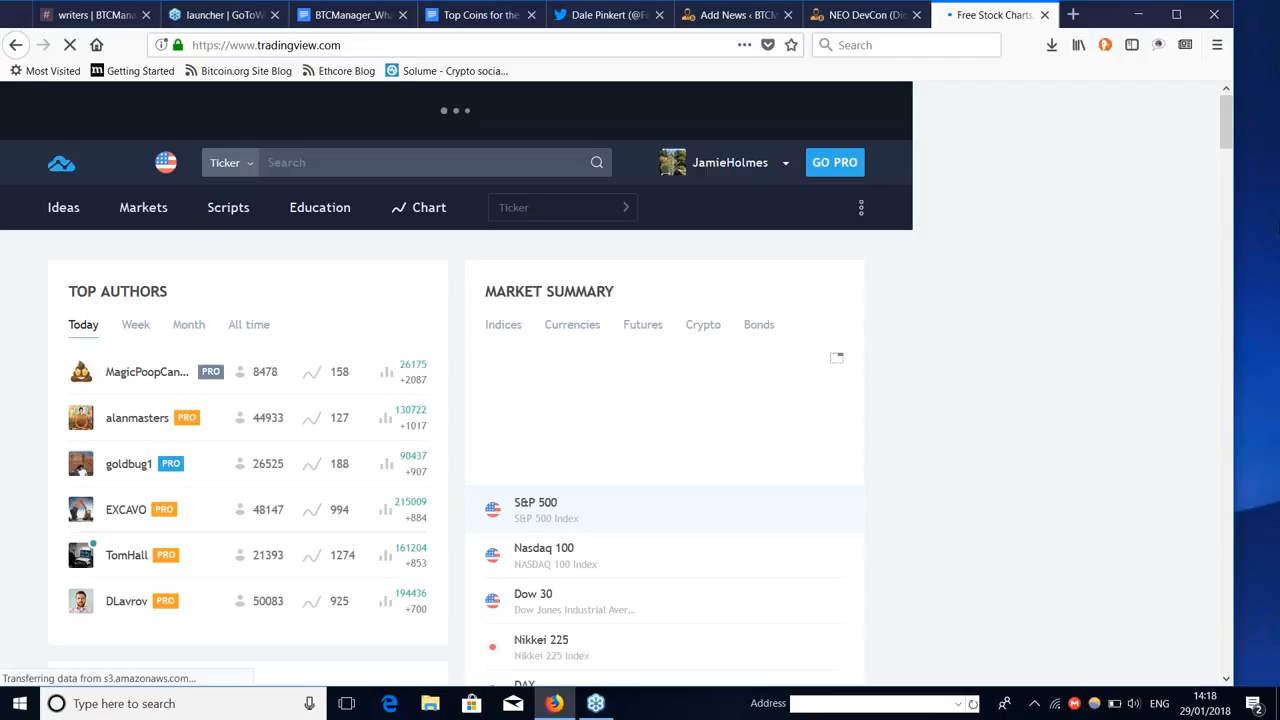 writers | BTCMana
launcher | GoToW
BTCManager_Wha
Top Coins for the
Dale Pinkert (@F
Add News ‹ BTCM
NEO DevCon (Da
Free Stock Charts,
https://www.tradingview.com
Search
Most Visited
Getting Started
Bitcoin.org Site Blog
Ethcore Blog
Solume - Crypto socia...
Ticker
Search
JamieHolmes
GO PRO
Ideas
Markets
Scripts
Education
Chart
Ticker
TOP AUTHORS
Today Week Month All time
MagicPoopCan... PRO 8478 158 26175
+2087
alanmasters PRO 44933 127 130722
+1017
goldbug1 PRO 26525 188 90437
+907
EXCAVO PRO 48147 994 215009
+884
TomHall PRO 21393 1274 161204
+853
DLavrov PRO 50083 925 194436
+700
MARKET SUMMARY
Indices Currencies Futures Crypto Bonds
S&P 500
S&P 500 Index
Nasdaq 100
NASDAQ 100 Index
Dow 30
Dow Jones Industrial Aver...
Nikkei 225
Nikkei 225 Index
DAX
Transferring data from s3.amazonaws.com...
Type here to search
Address
ENG
14:18
29/01/2018
2